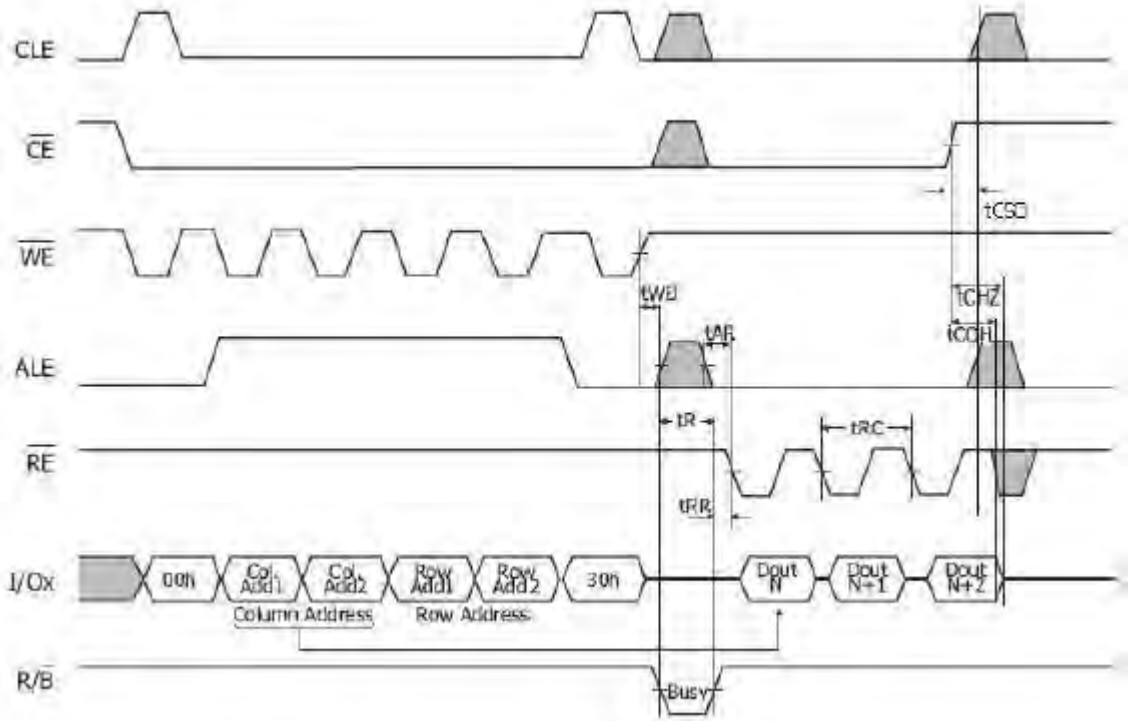 CLE
CE
tCSD
WE
tWB
tCHZ
tAR
tCOH
ALE
tR
tRC
RE
tRR
I/Ox
00h
Col. Add1
Col. Add2
Row Add1
Row Add2
30h
Dout N
Dout N+1
Dout N+2
Column Address
Row Address
R/B
Busy